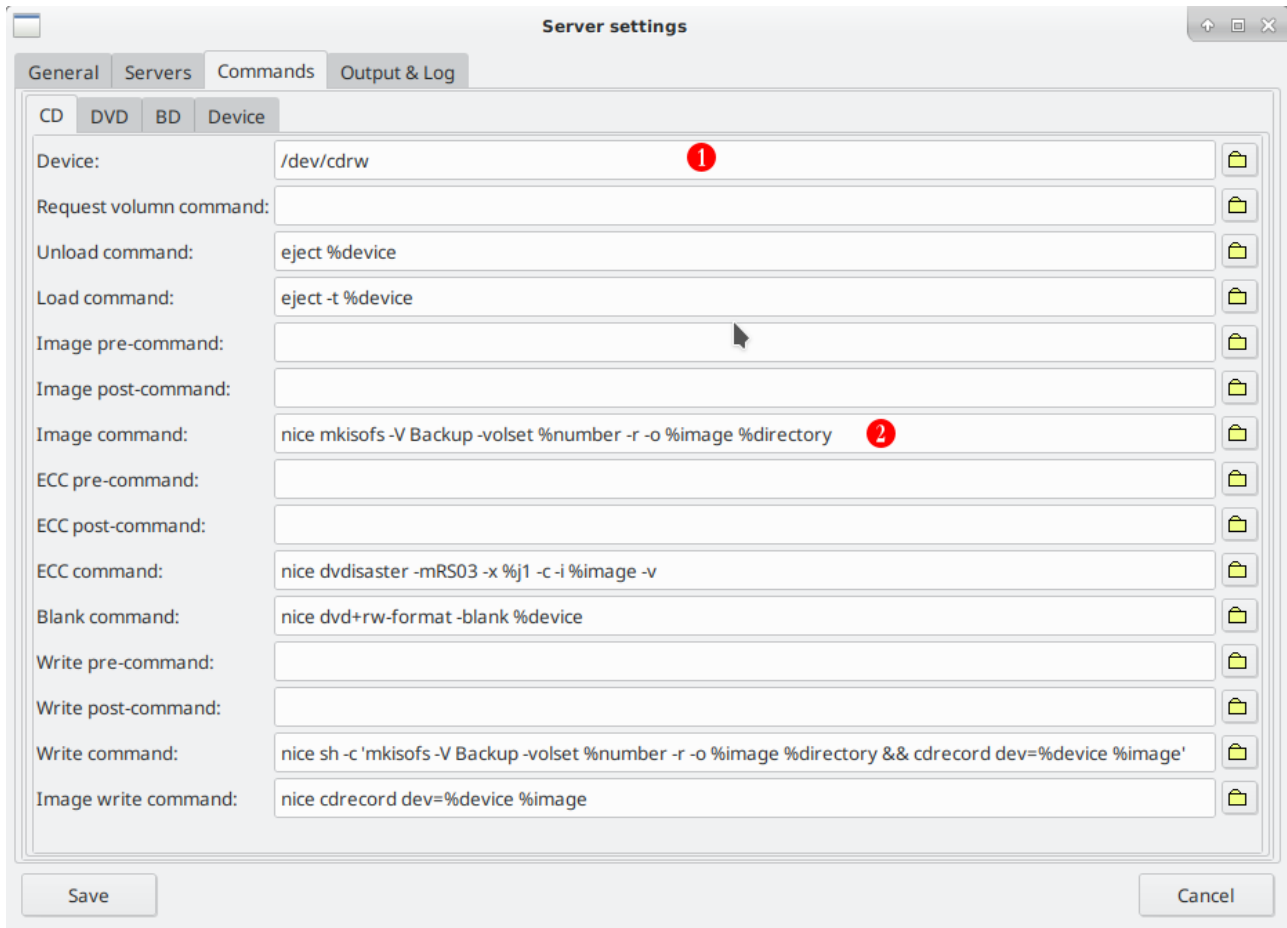 Server settings
General Servers Commands Output & Log
CD DVD BD Device
Device: /dev/cdrw 1
Request volumn command:
Unload command: eject %device
Load command: eject -t %device
Image pre-command:
Image post-command:
Image command: nice mkisofs -V Backup -volset %number -r -o %image %directory 2
ECC pre-command:
ECC post-command:
ECC command: nice dvdisaster -mRS03 -x %j1 -c -i %image -v
Blank command: nice dvd+rw-format -blank %device
Write pre-command:
Write post-command:
Write command: nice sh -c 'mkisofs -V Backup -volset %number -r -o %image %directory && cdrecord dev=%device %image'
Image write command: nice cdrecord dev=%device %image
Save Cancel